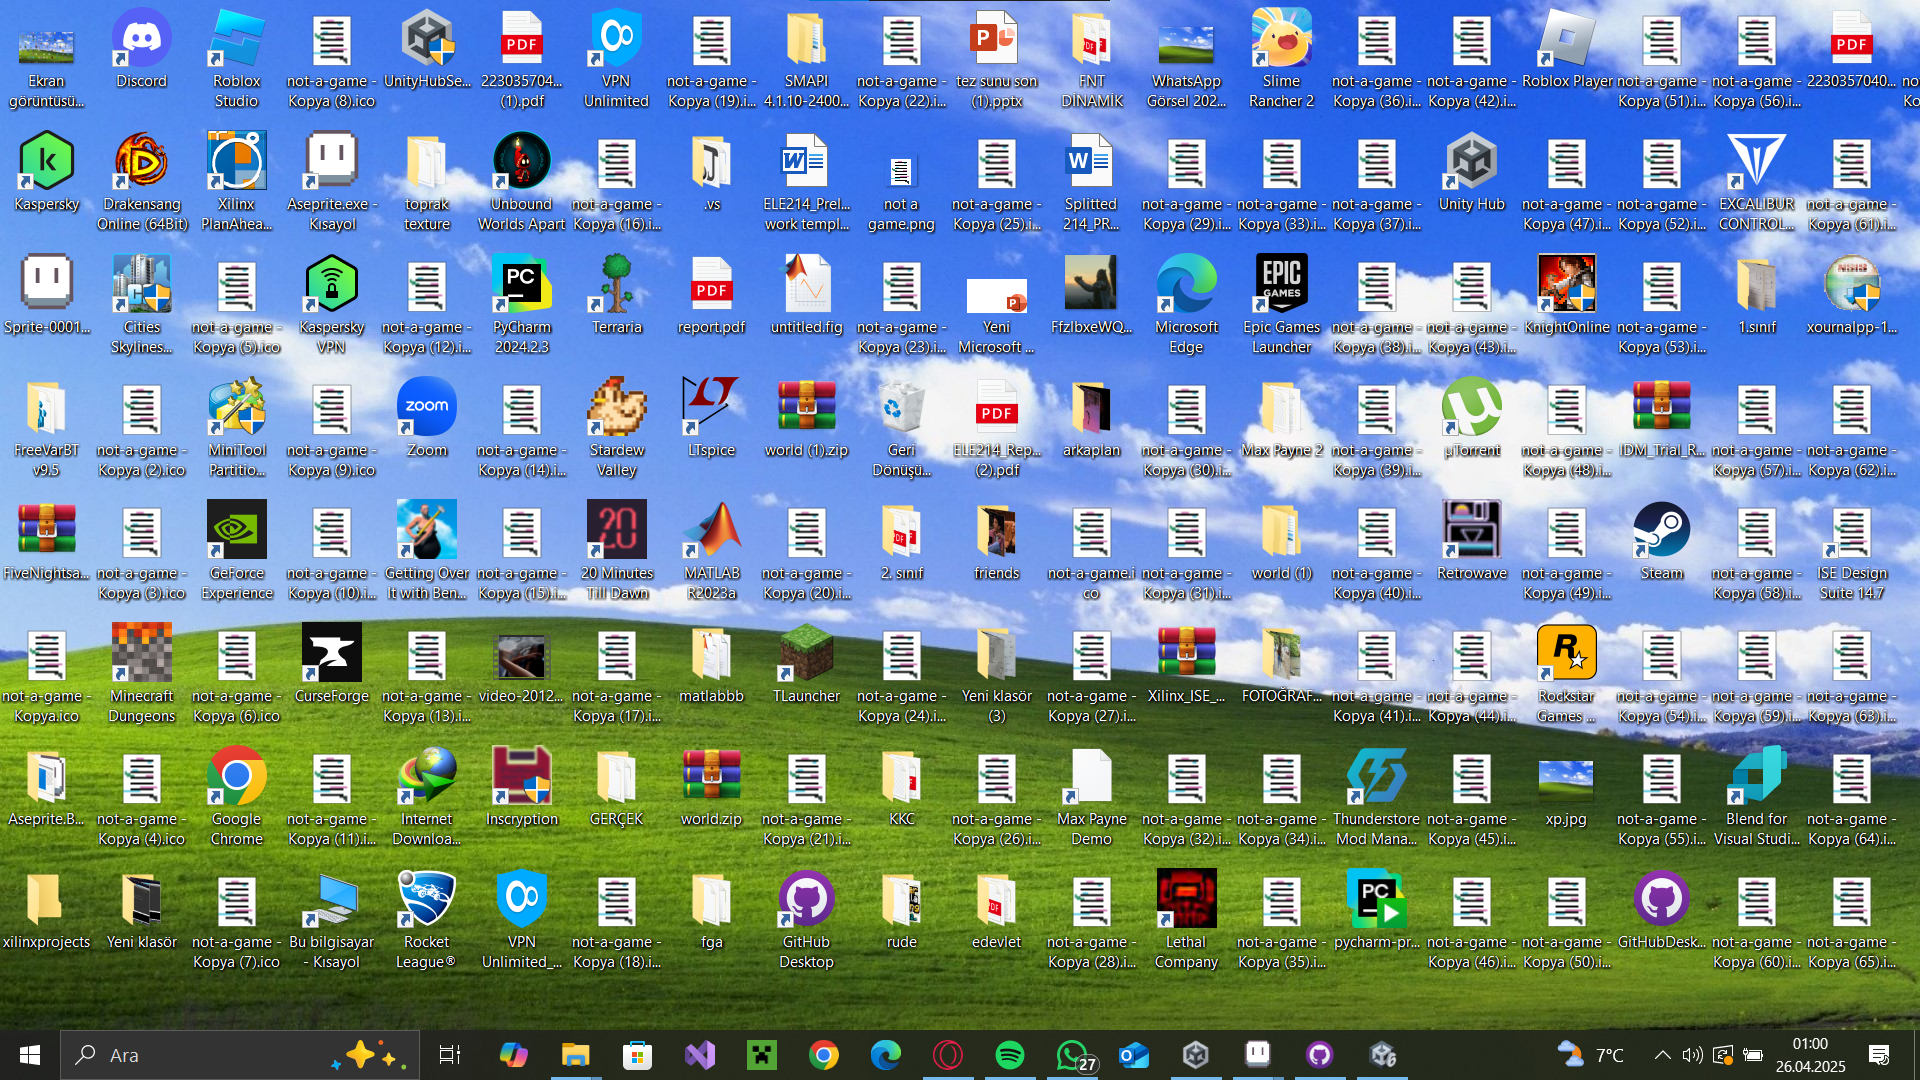 Ekran görüntüsü...
Discord
Roblox Studio
not-a-game - Kopya (8).ico
UnityHubSe...
223035704... (1).pdf
VPN Unlimited
not-a-game - Kopya (19).i...
SMAPI 4.1.10-2400...
not-a-game - Kopya (22).i...
tez sunu son (1).pptx
FNT DİNAMİK
WhatsApp Görsel 202...
Slime Rancher 2
not-a-game - Kopya (36).i...
not-a-game - Kopya (42).i...
Roblox Player
not-a-game - Kopya (51).i...
not-a-game - Kopya (56).i...
2230357040...
Kaspersky
Drakensang Online (64Bit)
Xilinx PlanAhea...
Aseprite.exe - Kısayol
toprak texture
Unbound Worlds Apart
not-a-game - Kopya (16).i...
.vs
ELE214_Prel... work templ...
not a game.png
not-a-game - Kopya (25).i...
Splitted 214_PR...
not-a-game - Kopya (29).i...
not-a-game - Kopya (33).i...
not-a-game - Kopya (37).i...
Unity Hub
not-a-game - Kopya (47).i...
not-a-game - Kopya (52).i...
EXCALIBUR CONTROL...
not-a-game - Kopya (61).i...
Sprite-0001...
Cities Skylines...
not-a-game - Kopya (5).ico
Kaspersky VPN
not-a-game - Kopya (12).i...
PyCharm 2024.2.3
Terraria
report.pdf
untitled.fig
not-a-game - Kopya (23).i...
Yeni Microsoft ...
FfzlbxeWQ...
Microsoft Edge
Epic Games Launcher
not-a-game - Kopya (38).i...
not-a-game - Kopya (43).i...
KnightOnline
not-a-game - Kopya (53).i...
1.sınıf
xournalpp-1...
FreeVarBT v9.5
not-a-game - Kopya (2).ico
MiniTool Partitio...
not-a-game - Kopya (9).ico
Zoom
not-a-game - Kopya (14).i...
Stardew Valley
LTspice
world (1).zip
Geri Dönüşü...
ELE214_Rep... (2).pdf
arkaplan
not-a-game - Kopya (30).i...
Max Payne 2
not-a-game - Kopya (39).i...
µTorrent
not-a-game - Kopya (48).i...
IDM_Trial_R...
not-a-game - Kopya (57).i...
not-a-game - Kopya (62).i...
FiveNightsa...
not-a-game - Kopya (3).ico
GeForce Experience
not-a-game - Kopya (10).i...
Getting Over It with Ben...
not-a-game - Kopya (15).i...
20 Minutes Till Dawn
MATLAB R2023a
not-a-game - Kopya (20).i...
2. sınıf
friends
not-a-game.ico
not-a-game - Kopya (31).i...
world (1)
not-a-game - Kopya (40).i...
Retrowave
not-a-game - Kopya (49).i...
Steam
not-a-game - Kopya (58).i...
ISE Design Suite 14.7
not-a-game - Kopya.ico
Minecraft Dungeons
not-a-game - Kopya (6).ico
CurseForge
not-a-game - Kopya (13).i...
video-2012...
not-a-game - Kopya (17).i...
matlabbb
TLauncher
not-a-game - Kopya (24).i...
Yeni klasör (3)
not-a-game - Kopya (27).i...
Xilinx_ISE_...
FOTOĞRAF...
not-a-game - Kopya (41).i...
not-a-game - Kopya (44).i...
Rockstar Games ...
not-a-game - Kopya (54).i...
not-a-game - Kopya (59).i...
not-a-game - Kopya (63).i...
Aseprite.B...
not-a-game - Kopya (4).ico
Google Chrome
not-a-game - Kopya (11).i...
Internet Downloa...
Inscryption
GERÇEK
world.zip
not-a-game - Kopya (21).i...
KKC
not-a-game - Kopya (26).i...
Max Payne Demo
not-a-game - Kopya (32).i...
not-a-game - Kopya (34).i...
Thunderstore Mod Mana...
not-a-game - Kopya (45).i...
xp.jpg
not-a-game - Kopya (55).i...
Blend for Visual Studi...
not-a-game - Kopya (64).i...
xilinxprojects
Yeni klasör
not-a-game - Kopya (7).ico
Bu bilgisayar - Kısayol
Rocket League®
VPN Unlimited_...
not-a-game - Kopya (18).i...
fga
GitHub Desktop
rude
edevlet
not-a-game - Kopya (28).i...
Lethal Company
not-a-game - Kopya (35).i...
pycharm-pr...
not-a-game - Kopya (46).i...
not-a-game - Kopya (50).i...
GitHubDesk...
not-a-game - Kopya (60).i...
not-a-game - Kopya (65).i...
Ara
27
7°C
01:00
26.04.2025